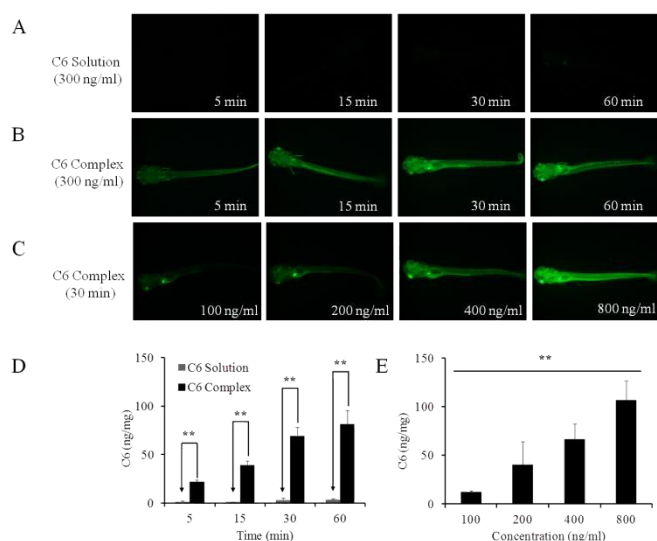 A
C6 Solution
(300 ng/ml)
5 min
15 min
30 min
60 min
B
C6 Complex
(300 ng/ml)
5 min
15 min
30 min
60 min
C
C6 Complex
(30 min)
100 ng/ml
200 ng/ml
400 ng/ml
800 ng/ml
D
C6 (ng/mg)
150
100
50
0
C6 Solution
C6 Complex
**
**
**
**
5
15
30
60
Time (min)
E
C6 (ng/mg)
150
100
50
0
**
100
200
400
800
Concentration (ng/ml)